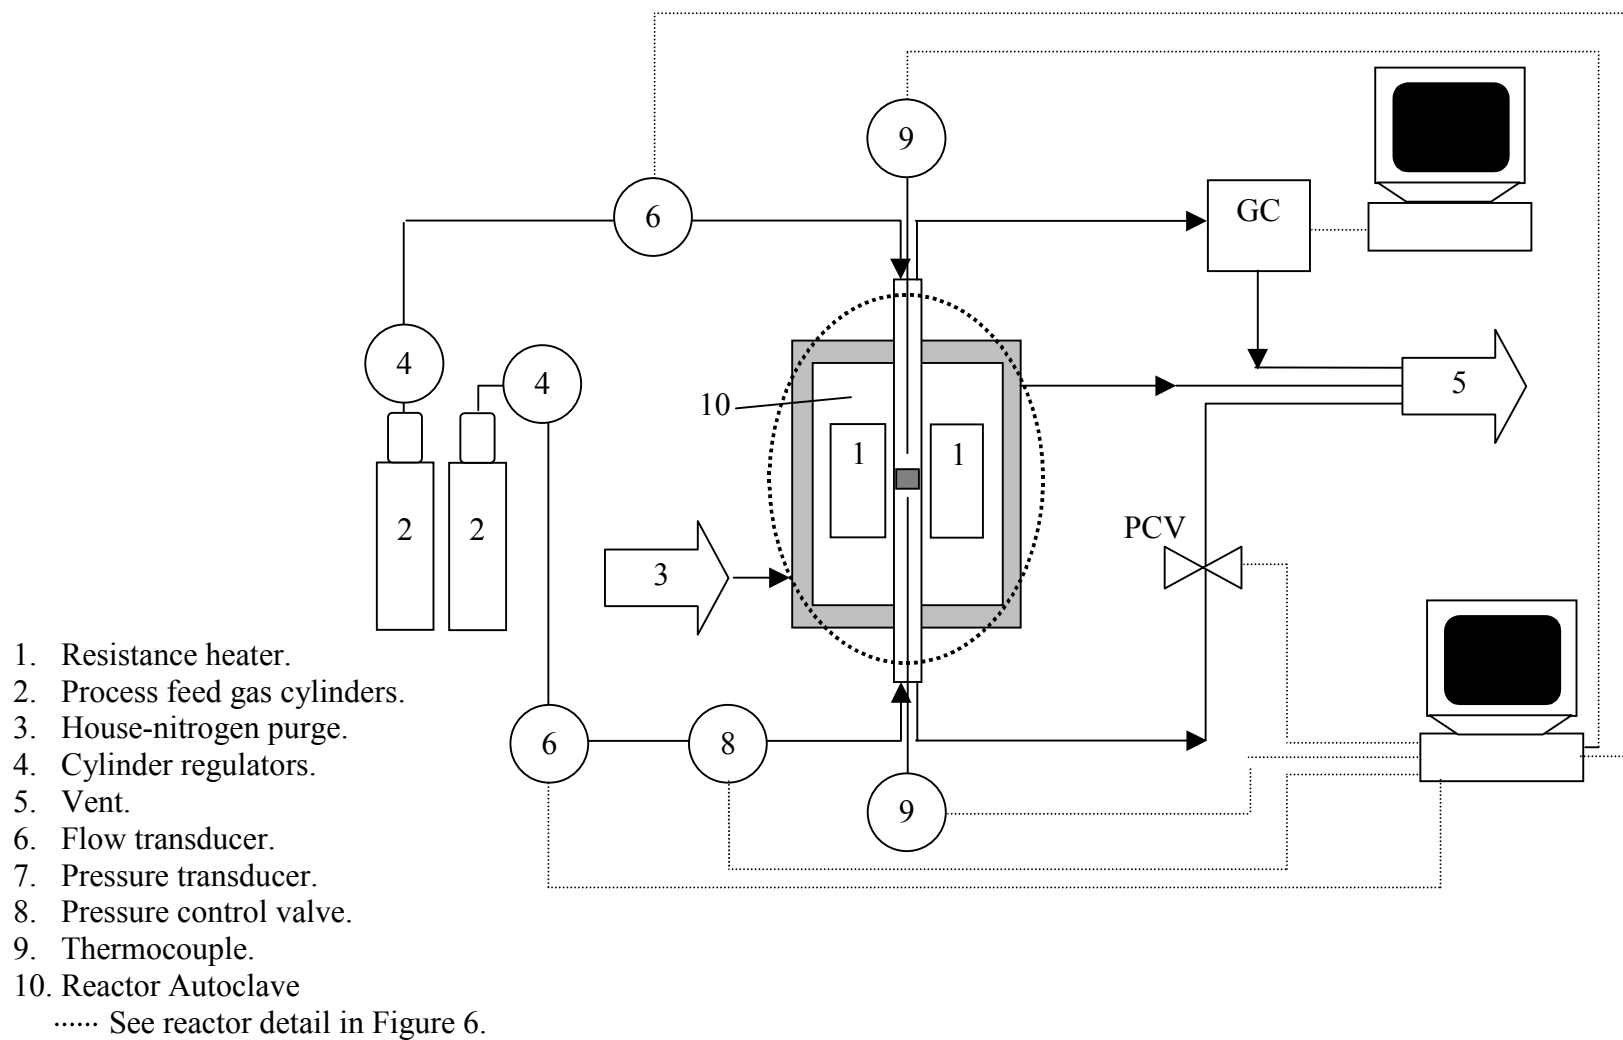 9
6
GC
4
4
5
10
1
1
PCV
2
2
3
1. Resistance heater.
2. Process feed gas cylinders.
3. House-nitrogen purge.
4. Cylinder regulators.
5. Vent.
6. Flow transducer.
7. Pressure transducer.
8. Pressure control valve.
9. Thermocouple.
10. Reactor Autoclave
...... See reactor detail in Figure 6.
6
8
9